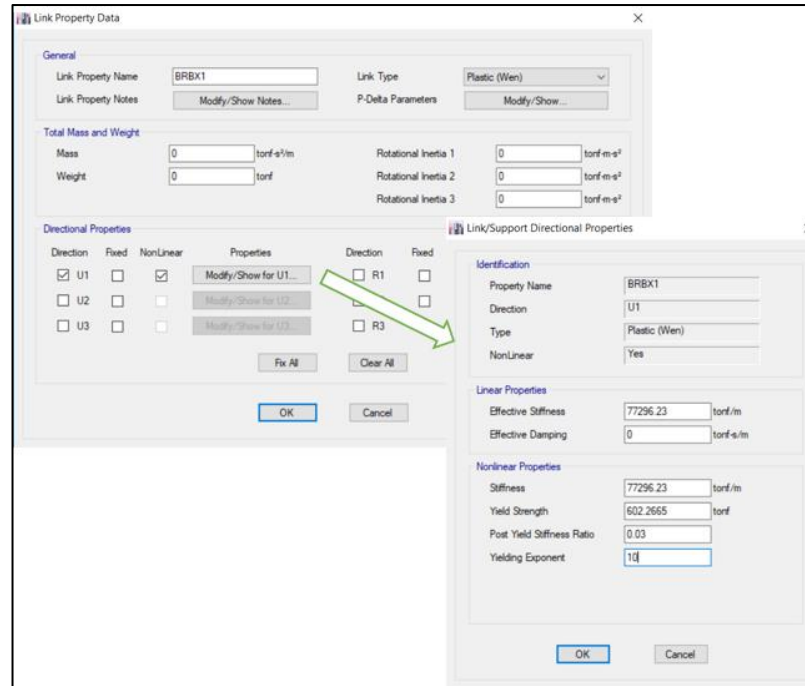 Link Property Data
General
Link Property Name BRBX1 Link Type Plastic (Wen)
Link Property Notes Modify/Show Notes... P-Delta Parameters Modify/Show...
Total Mass and Weight
Mass 0 tonf-s²/m Rotational Inertia 1 0 tonf-m-s²
Weight 0 tonf Rotational Inertia 2 0 tonf-m-s²
Rotational Inertia 3 0 tonf-m-s²
Directional Properties
Direction Fixed NonLinear Properties Direction Fixed
U1 Modify/Show for U1... R1
U2 Modify/Show for U2...
U3 Modify/Show for U3... R3
Fix All Clear All
OK Cancel
Link/Support Directional Properties
Identification
Property Name BRBX1
Direction U1
Type Plastic (Wen)
NonLinear Yes
Linear Properties
Effective Stiffness 77296.23 tonf/m
Effective Damping 0 tonf-s/m
Nonlinear Properties
Stiffness 77296.23 tonf/m
Yield Strength 602.2665 tonf
Post Yield Stiffness Ratio 0.03
Yielding Exponent 10
OK Cancel